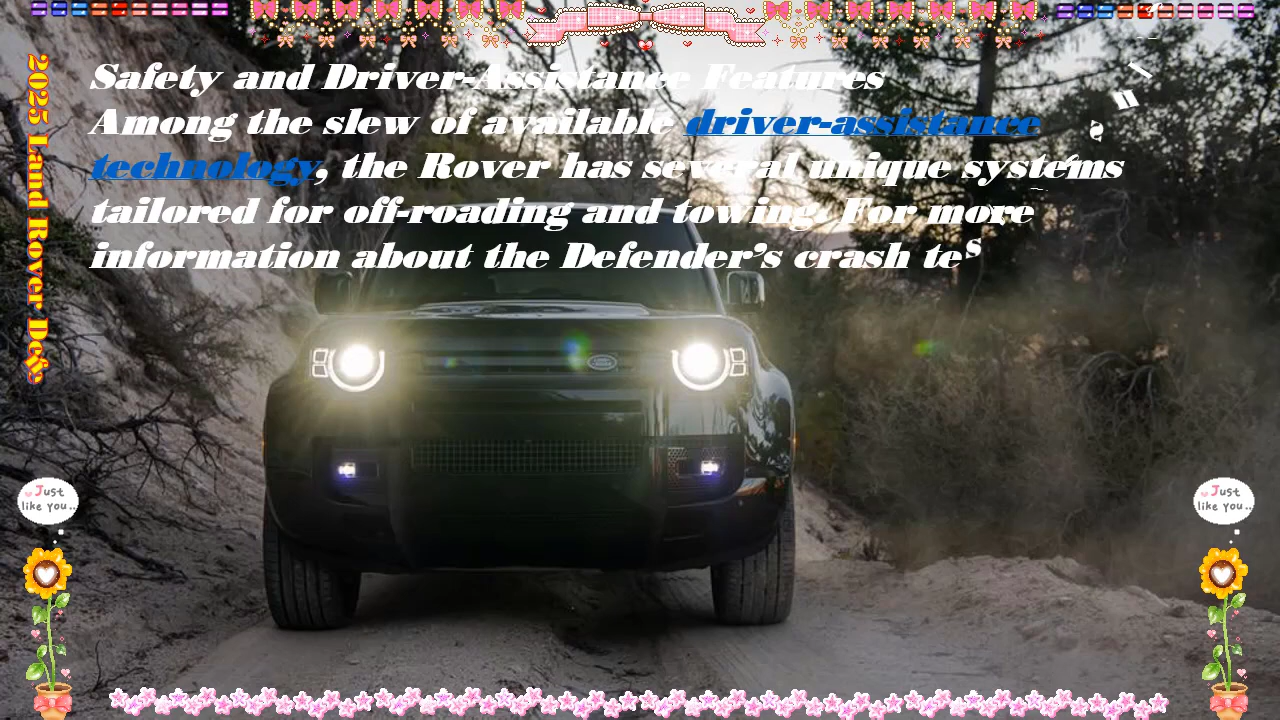 Safety and Driver-Assistance Features
Among the slew of available driver-assistance
technology, the Rover has several unique systems
tailored for off-roading and towing. For more
information about the Defender's crash tes
2025 Land Rover Def
Just
like you..
Just
like you..